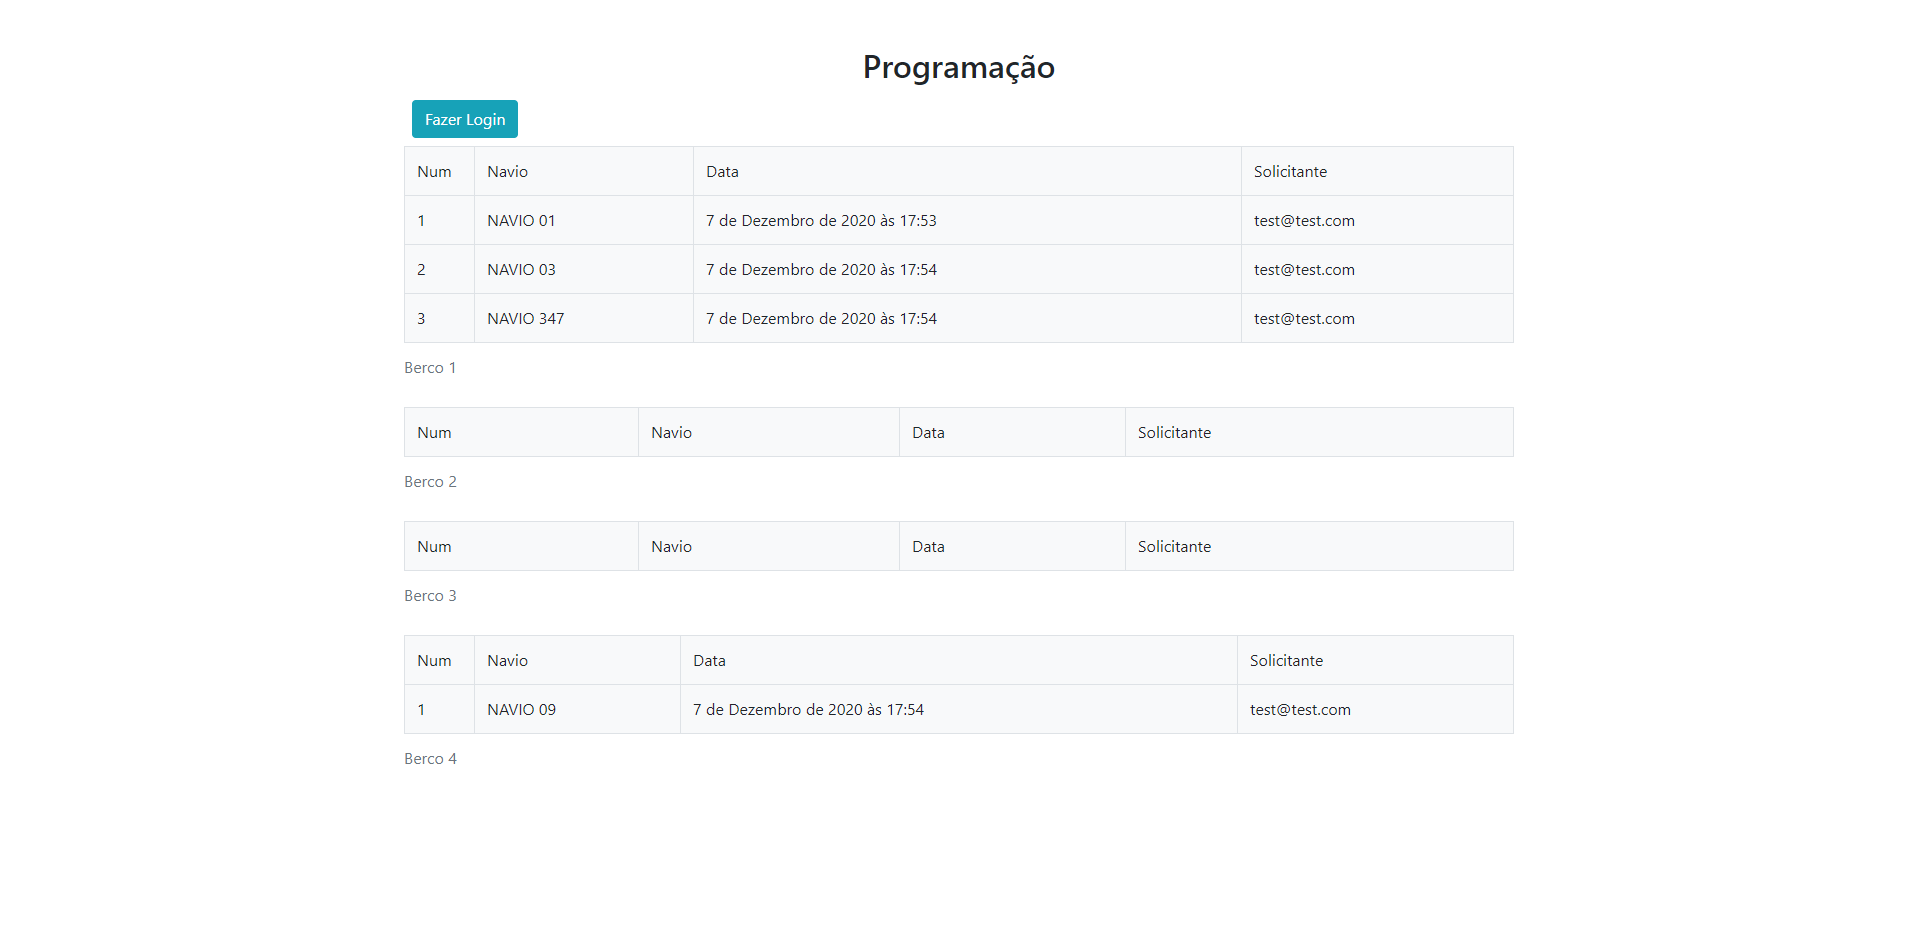 Programação
Fazer Login
Num Navio Data Solicitante
1 NAVIO 01 7 de Dezembro de 2020 às 17:53 test@test.com
2 NAVIO 03 7 de Dezembro de 2020 às 17:54 test@test.com
3 NAVIO 347 7 de Dezembro de 2020 às 17:54 test@test.com
Berco 1
Num Navio Data Solicitante
Berco 2
Num Navio Data Solicitante
Berco 3
Num Navio Data Solicitante
1 NAVIO 09 7 de Dezembro de 2020 às 17:54 test@test.com
Berco 4